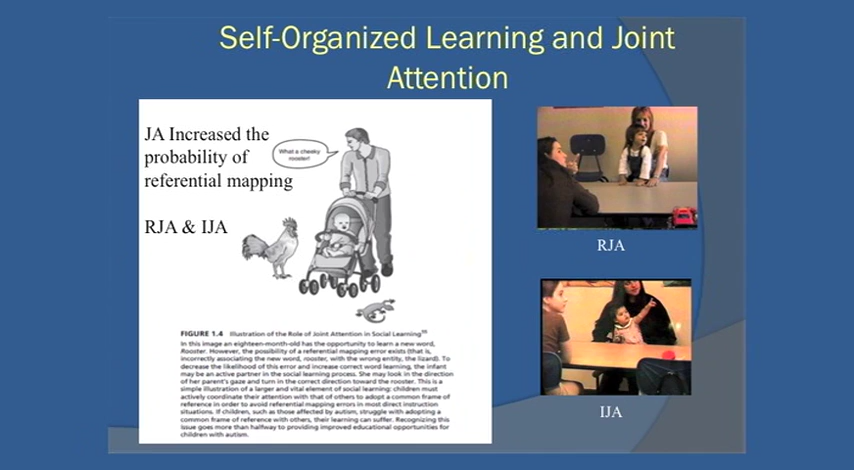 Self-Organized Learning and Joint
Attention
JA Increased the
probability of
referential mapping
RJA & IJA
What a cheeky
rooster!
FIGURE 1.4 Illustration of the Role of Joint Attention in Social Learning
In this image an eighteen-month-old has the opportunity to learn a new word,
Rooster. However, the possibility of a referential mapping error exists (that is,
incorrectly associating the new word, rooster, with the wrong entity, the lizard). To
decrease the likelihood of this error and increase correct word learning, the infant
may be an active partner in the social learning process. She may look in the direction
of her parent's gaze and turn in the correct direction toward the rooster. This is a
simple illustration of a larger and vital element of social learning: children must
actively coordinate their attention with that of others to adopt a common frame of
reference in order to avoid referential mapping errors in most direct instruction
situations. If children, such as those affected by autism, struggle with adopting a
common frame of reference with others, their learning can suffer. Recognizing this
issue goes more than halfway to providing improved educational opportunities for
children with autism.
RJA
IJA